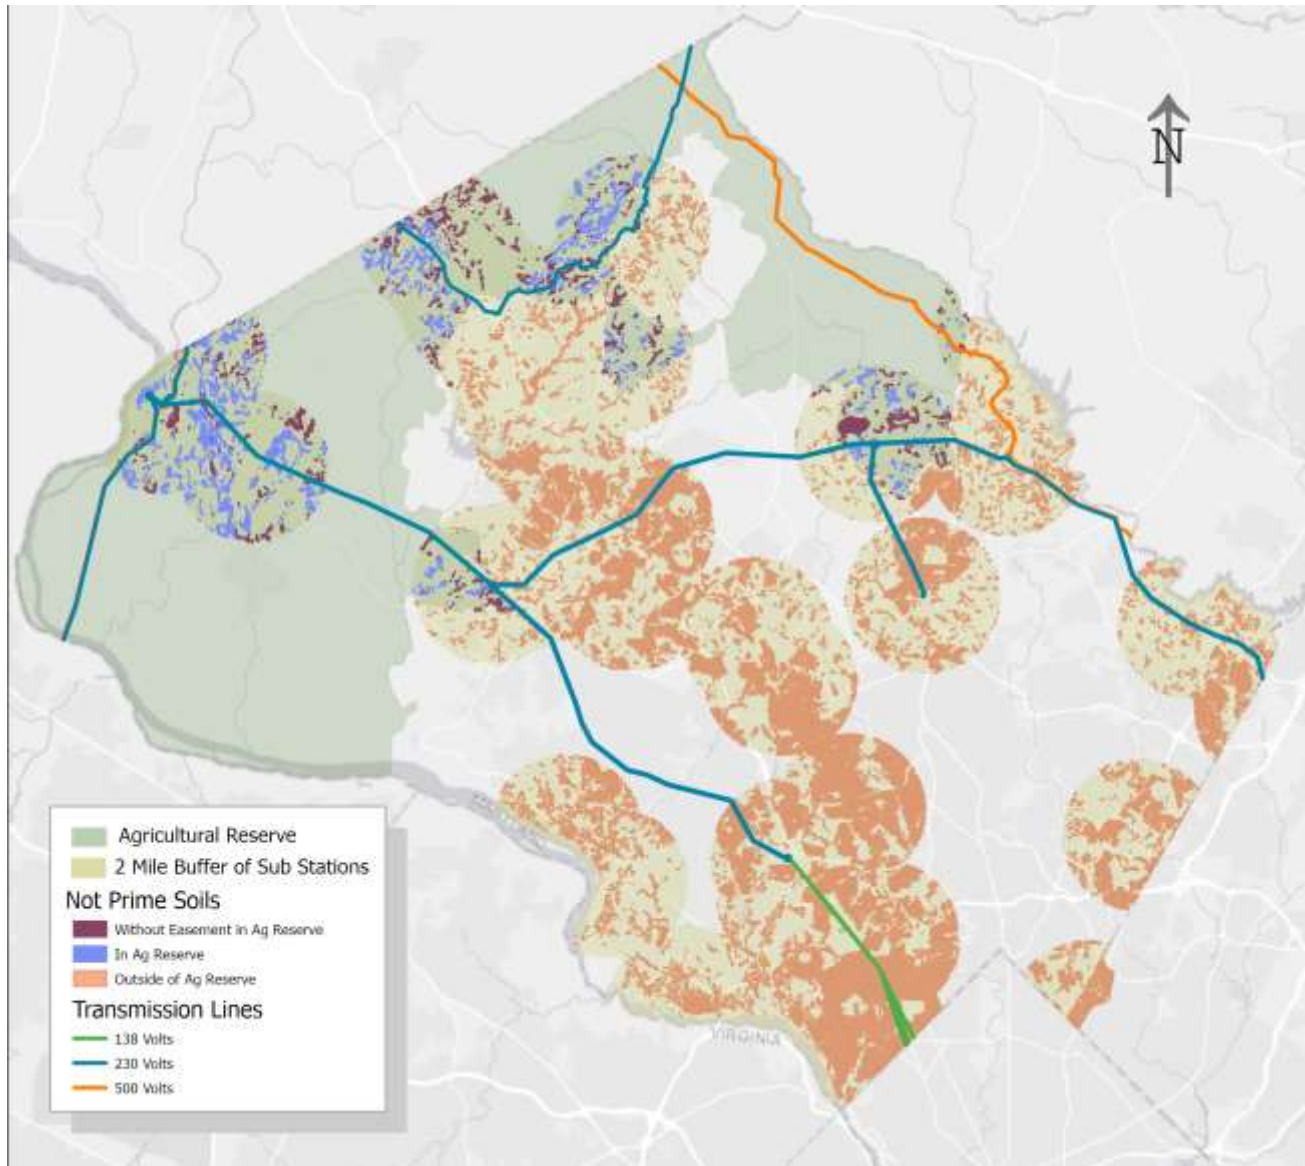 N
VIRGINIA
Agricultural Reserve
2 Mile Buffer of Sub Stations
Not Prime Soils
Without Easement in Ag Reserve
In Ag Reserve
Outside of Ag Reserve
Transmission Lines
138 Volts
230 Volts
500 Volts